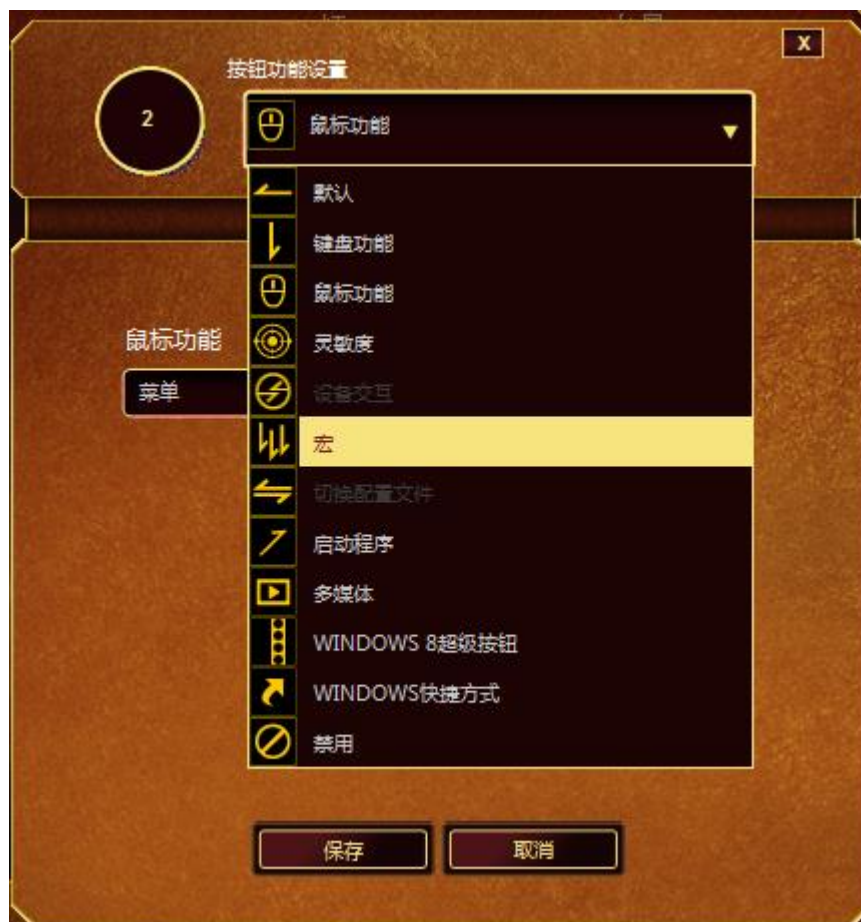 X
按钮功能设置
2
鼠标功能
默认
键盘功能
鼠标功能
灵敏度
设备交互
宏
切换配置文件
启动程序
多媒体
WINDOWS 8超级按钮
WINDOWS快捷方式
禁用
鼠标功能
菜单
保存
取消